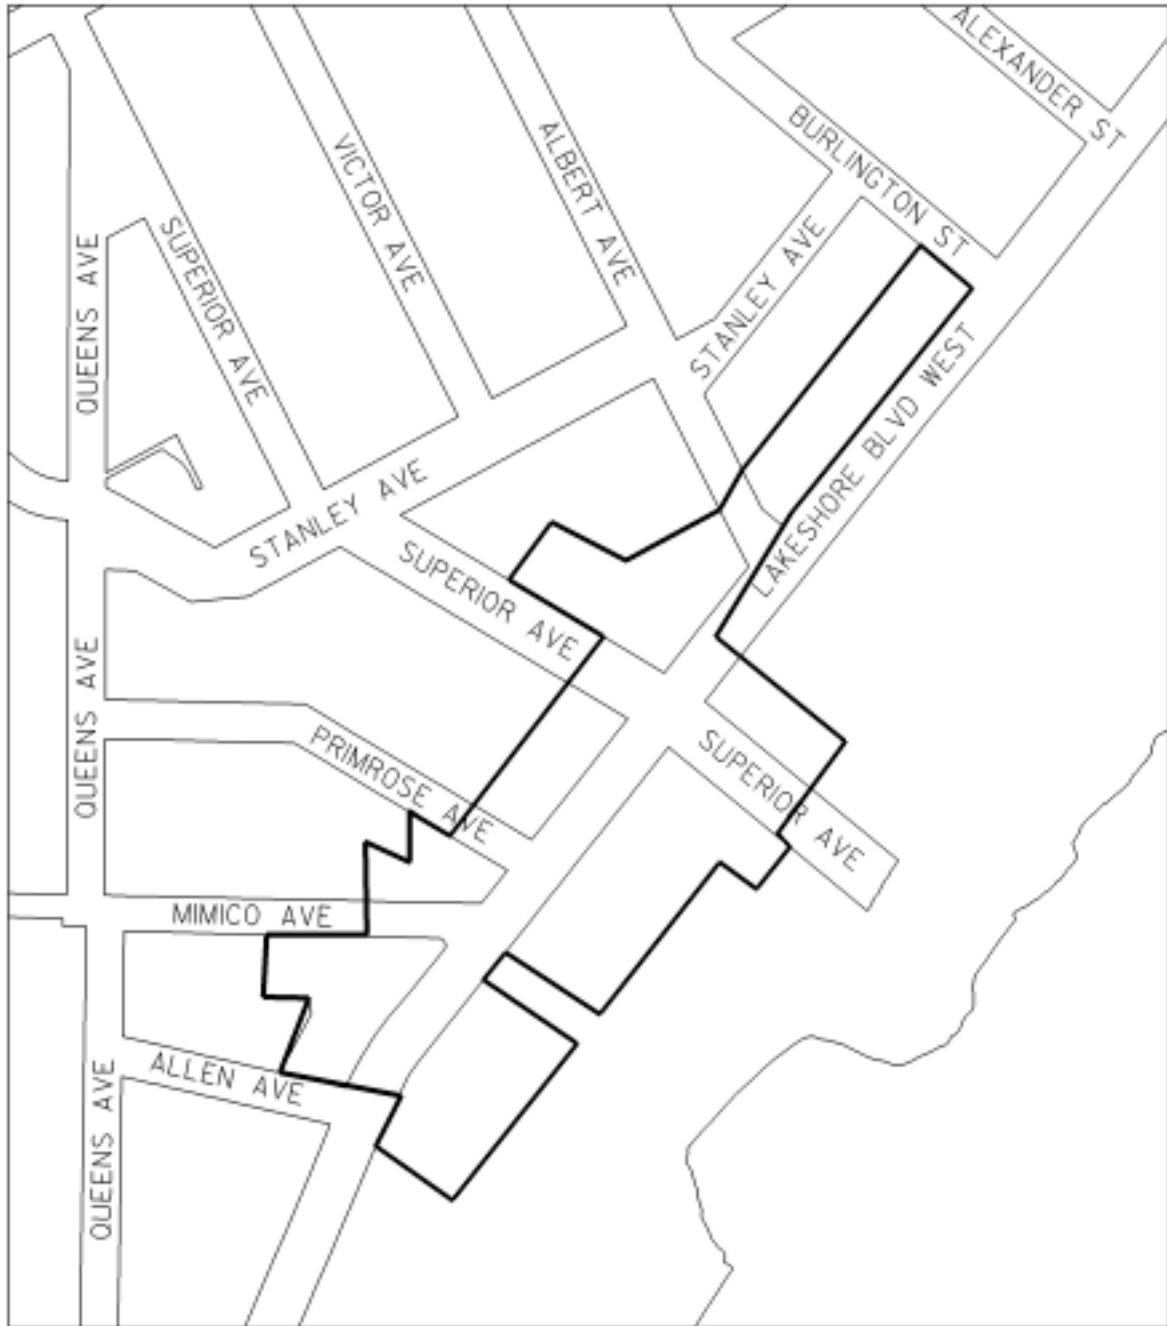 ALEXANDER ST
BURLINGTON ST
ALBERT AVE
VICTOR AVE
SUPERIOR AVE
QUEENS AVE
STANLEY AVE
LAKESHORE BLVD WEST
STANLEY AVE
SUPERIOR AVE
QUEENS AVE
PRIMROSE AVE
SUPERIOR AVE
MIMICO AVE
ALLEN AVE
QUEENS AVE